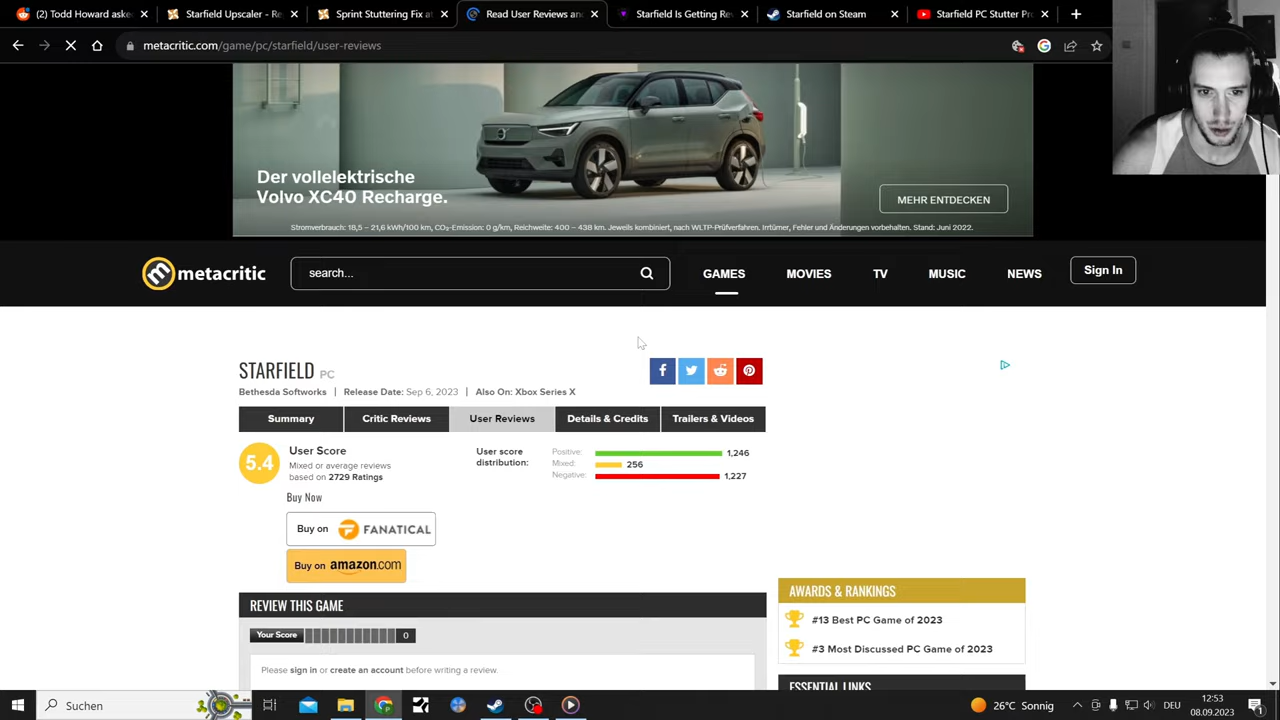 Todd Howard aske
Starfield Upscaler - Re
Sprint Stuttering Fix at
Read User Reviews an
Starfield Is Getting Re
Starfield on Steam
Starfield PC Stutter Pr
metacritic.com/game/pc/starfield/user-reviews
Der vollelektrische
Volvo XC40 Recharge.
MEHR ENTDECKEN
Stromverbrauch: 18,5 – 21,6 kWh/100 km, CO₂-Emission: 0 g/km, Reichweite: 400 – 438 km. Jeweils kombiniert, nach WLTP-Prüfverfahren. Irrtümer, Fehler und Änderungen vorbehalten. Stand: Juni 2022.
metacritic
search...
GAMES
MOVIES
TV
MUSIC
NEWS
Sign In
STARFIELD PC
Bethesda Softworks | Release Date: Sep 6, 2023 | Also On: Xbox Series X
Summary
Critic Reviews
User Reviews
Details & Credits
Trailers & Videos
5.4
User Score
Mixed or average reviews
based on 2729 Ratings
User score
distribution:
Positive: 1,246
Mixed: 256
Negative: 1,227
Buy Now
Buy on FANATICAL
Buy on amazon.com
REVIEW THIS GAME
Your Score 0
Please sign in or create an account before writing a review.
AWARDS & RANKINGS
#13 Best PC Game of 2023
#3 Most Discussed PC Game of 2023
ESSENTIAL LINKS
Suchen
26°C Sonnig
DEU
12:53
08.09.2023